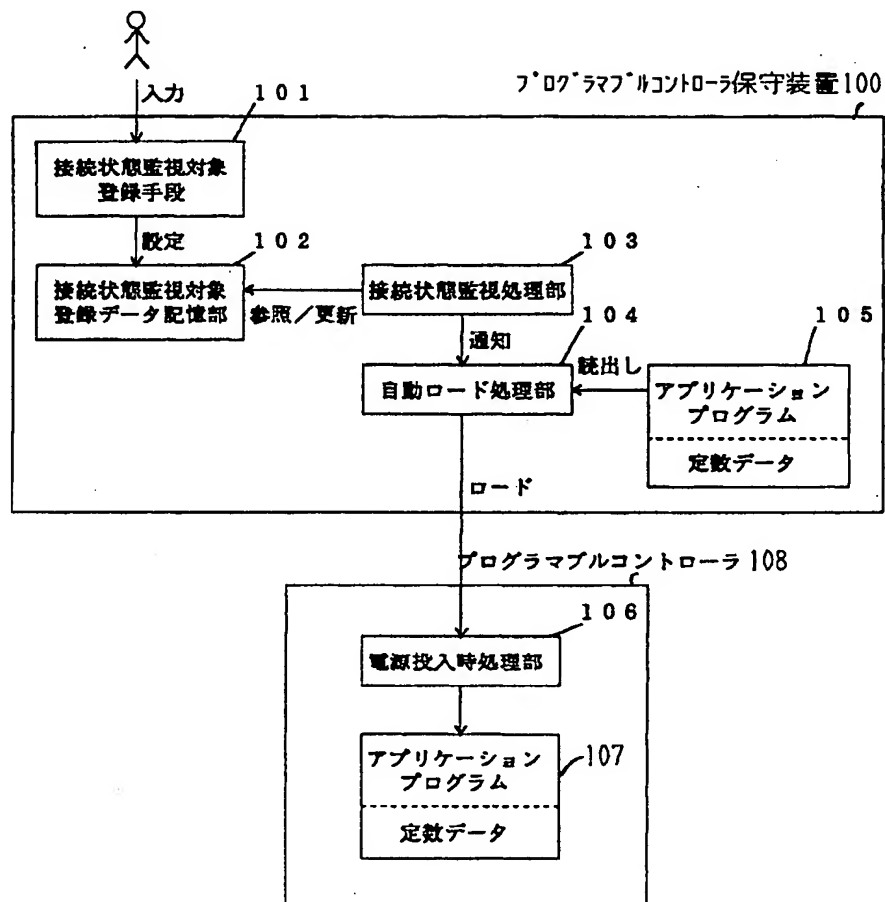 プログラマブルコントローラ保守装置100
入力
101
接続状態監視対象
登録手段
設定
102
103
接続状態監視対象
登録データ記憶部
参照/更新
接続状態監視処理部
通知
104
105
読出し
自動ロード処理部
アプリケーション
プログラム
定数データ
ロード
プログラマブルコントローラ108
106
電源投入時処理部
アプリケーション
プログラム
107
定数データ